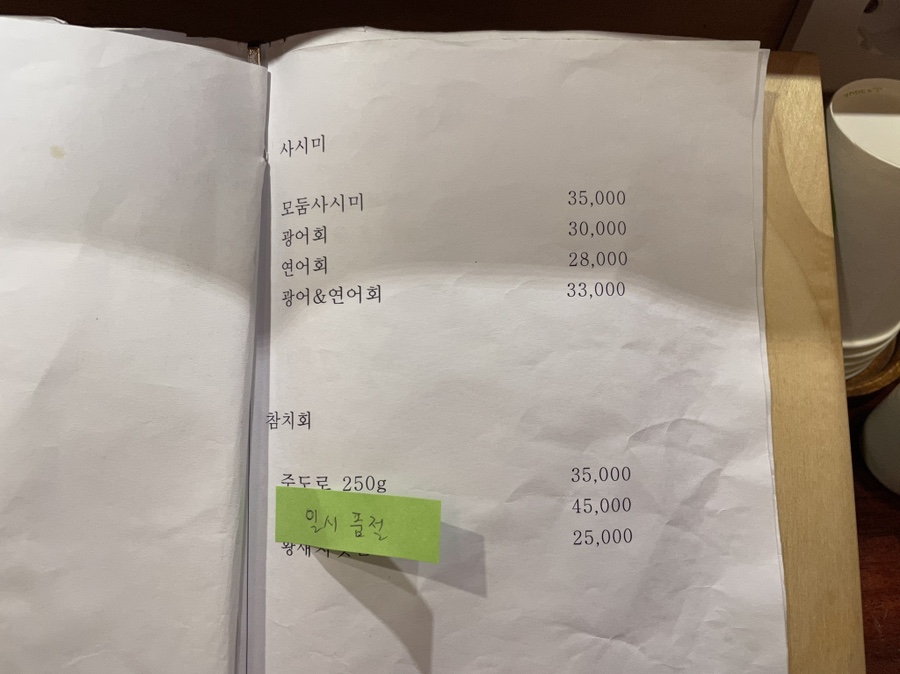 사시미
모둠사시미 35,000
광어회 30,000
연어회 28,000
광어&연어회 33,000
참치회
주도로 250g 35,000
45,000
일시 품절
25,000